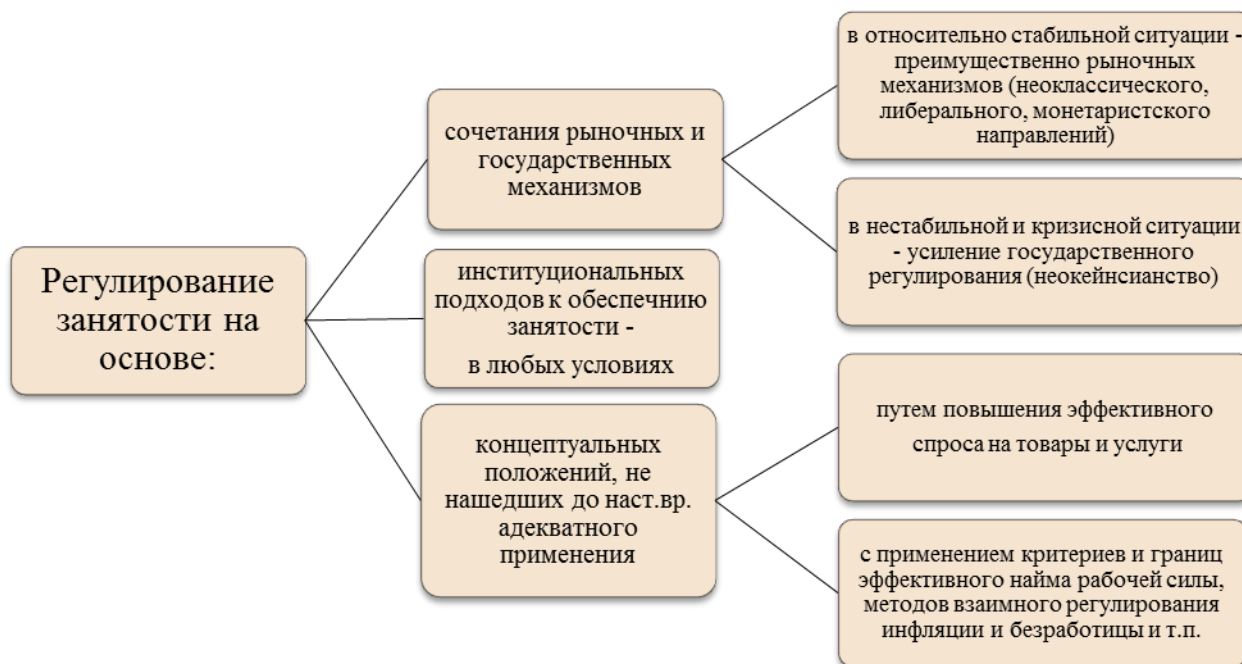 Регулирование
занятости на
основе:
сочетания рыночных и
государственных
механизмов
в относительно стабильной ситуации -
преимущественно рыночных
механизмов (неоклассического,
либерального, монетаристского
направлений)
в нестабильной и кризисной ситуации
- усиление государственного
регулирования (неокейнсианство)
институциональных
подходов к обеспечнию
занятости -
в любых условиях
концептуальных
положений, не
нашедших до наст.вр.
адекватного
применения
путем повышения эффективного
спроса на товары и услуги
с применением критериев и границ
эффективного найма рабочей силы,
методов взаимного регулирования
инфляции и безработицы и т.п.